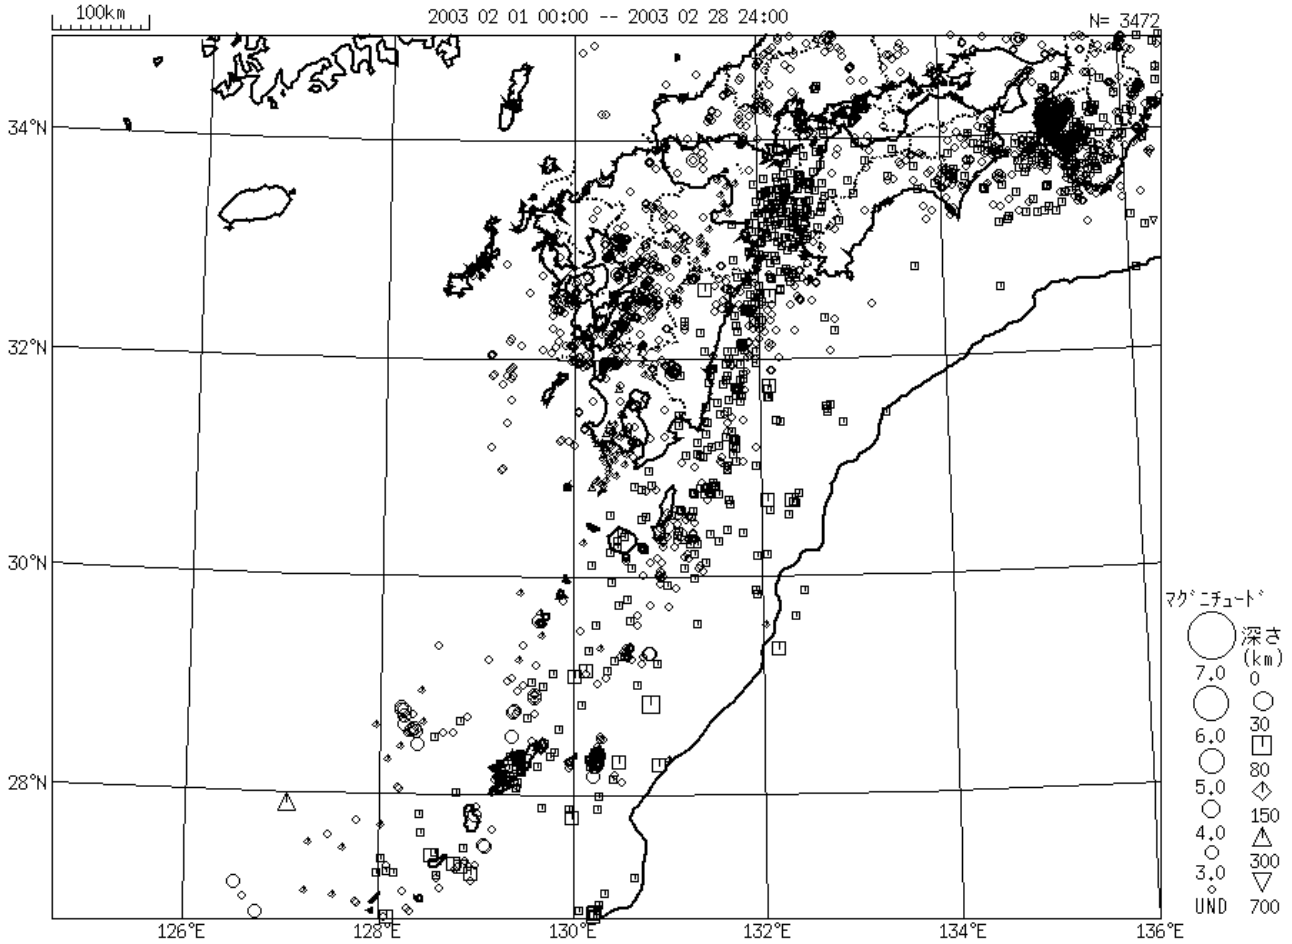 100km
2003 02 01 00:00 -- 2003 02 28 24:00
N= 3472
34°N
32°N
30°N
28°N
126°E
128°E
130°E
132°E
134°E
136°E
ﾏｸﾞﾆﾁｭｰﾄﾞ
7.0
6.0
5.0
4.0
3.0
UND
深さ
(km)
0
30
80
150
300
700